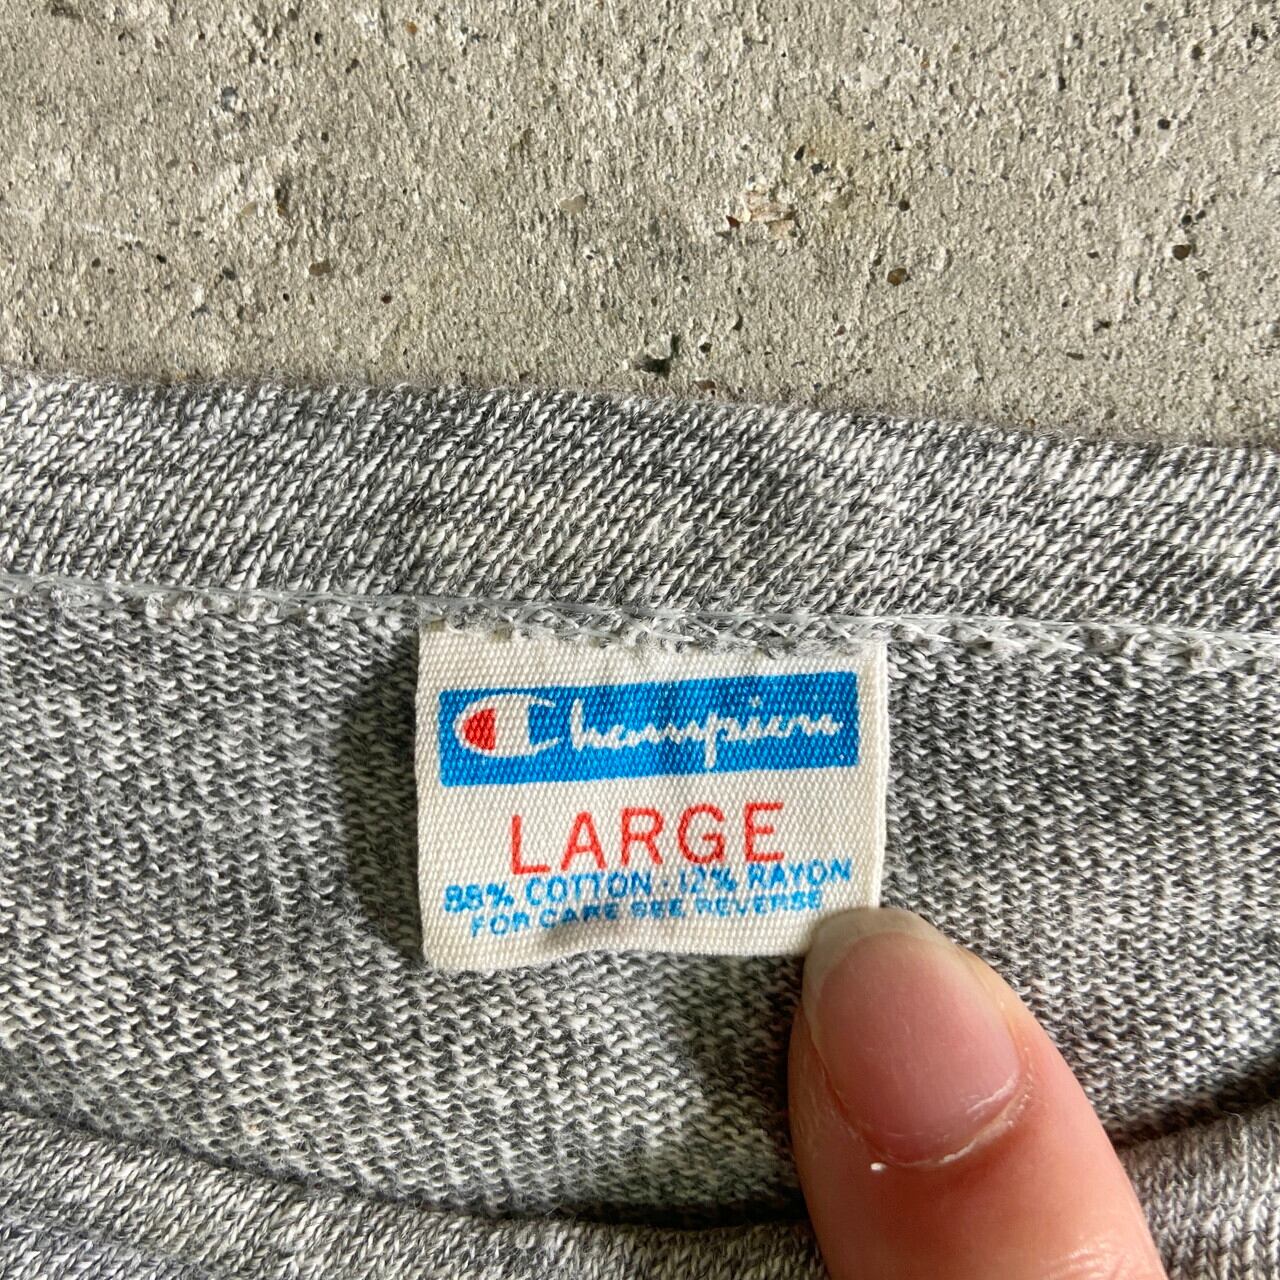 Champion
LARGE
88% COTTON · 12% RAYON
FOR CARE SEE REVERSE